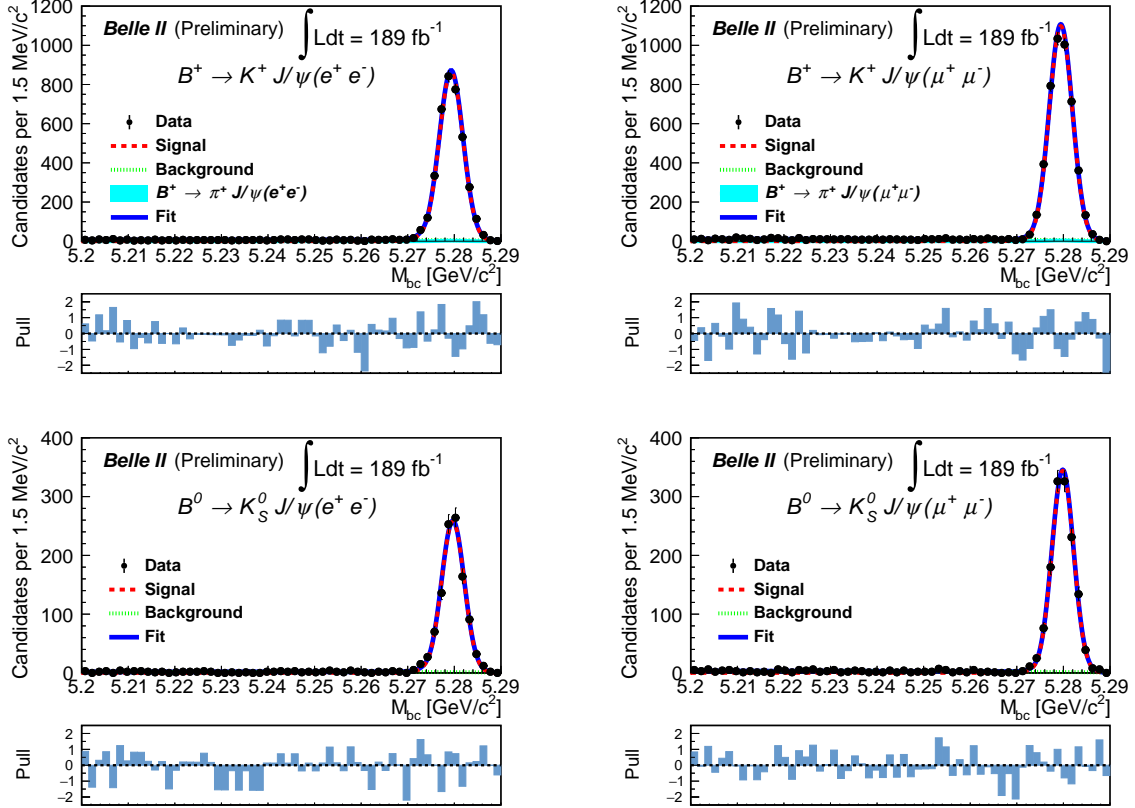 Belle II (Preliminary) ∫ Ldt = 189 fb⁻¹
B⁺ → K⁺ J/ψ(e⁺ e⁻)
Data
Signal
Background
B⁺ → π⁺ J/ψ(e⁺e⁻)
Fit
Candidates per 1.5 MeV/c²
1200
1000
800
600
400
200
0
5.2 5.21 5.22 5.23 5.24 5.25 5.26 5.27 5.28 5.29
M_bc [GeV/c²]
Pull
2
1
0
−1
−2
Belle II (Preliminary) ∫ Ldt = 189 fb⁻¹
B⁺ → K⁺ J/ψ(μ⁺ μ⁻)
Data
Signal
Background
B⁺ → π⁺ J/ψ(μ⁺μ⁻)
Fit
Candidates per 1.5 MeV/c²
1200
1000
800
600
400
200
0
5.2 5.21 5.22 5.23 5.24 5.25 5.26 5.27 5.28 5.29
M_bc [GeV/c²]
Pull
2
1
0
−1
−2
Belle II (Preliminary) ∫ Ldt = 189 fb⁻¹
B⁰ → K⁰_S J/ψ(e⁺ e⁻)
Data
Signal
Background
Fit
Candidates per 1.5 MeV/c²
400
300
200
100
0
5.2 5.21 5.22 5.23 5.24 5.25 5.26 5.27 5.28 5.29
M_bc [GeV/c²]
Pull
2
1
0
−1
−2
Belle II (Preliminary) ∫ Ldt = 189 fb⁻¹
B⁰ → K⁰_S J/ψ(μ⁺ μ⁻)
Data
Signal
Background
Fit
Candidates per 1.5 MeV/c²
400
300
200
100
0
5.2 5.21 5.22 5.23 5.24 5.25 5.26 5.27 5.28 5.29
M_bc [GeV/c²]
Pull
2
1
0
−1
−2